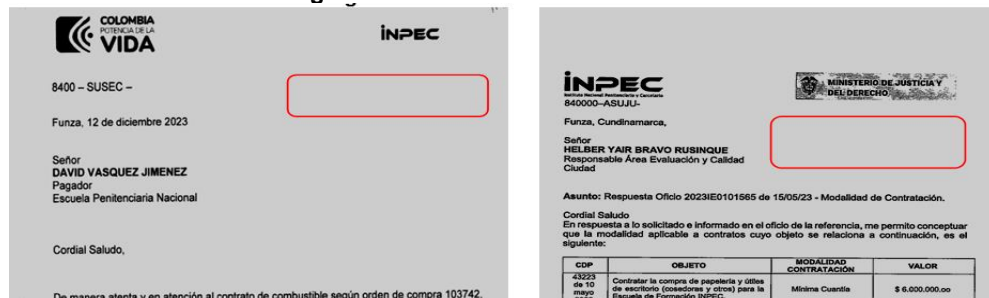 COLOMBIA
POTENCIA DE LA
VIDA
INPEC
8400 – SUSEC –
Funza, 12 de diciembre 2023
Señor
DAVID VASQUEZ JIMENEZ
Pagador
Escuela Penitenciaria Nacional
Cordial Saludo,
De manera atenta y en atención al contrato de combustible según orden de compra 103742,
INPEC
Instituto Nacional Penitenciario y Carcelario
840000–ASUJU-
MINISTERIO DE JUSTICIA Y
DEL DERECHO
Funza, Cundinamarca,
Señor
HELBER YAIR BRAVO RUSINQUE
Responsable Área Evaluación y Calidad
Ciudad
Asunto: Respuesta Oficio 2023IE0101565 de 15/05/23 - Modalidad de Contratación.
Cordial Saludo
En respuesta a lo solicitado e informado en el oficio de la referencia, me permito conceptuar
que la modalidad aplicable a contratos cuyo objeto se relaciona a continuación, es el
siguiente:
CDP OBJETO MODALIDAD CONTRATACIÓN VALOR
43223 de 10 mayo Contratar la compra de papelería y útiles de escritorio (cosedores y otros) para la Escuela de Formación INPEC. Mínima Cuantía $ 6.000.000.oo